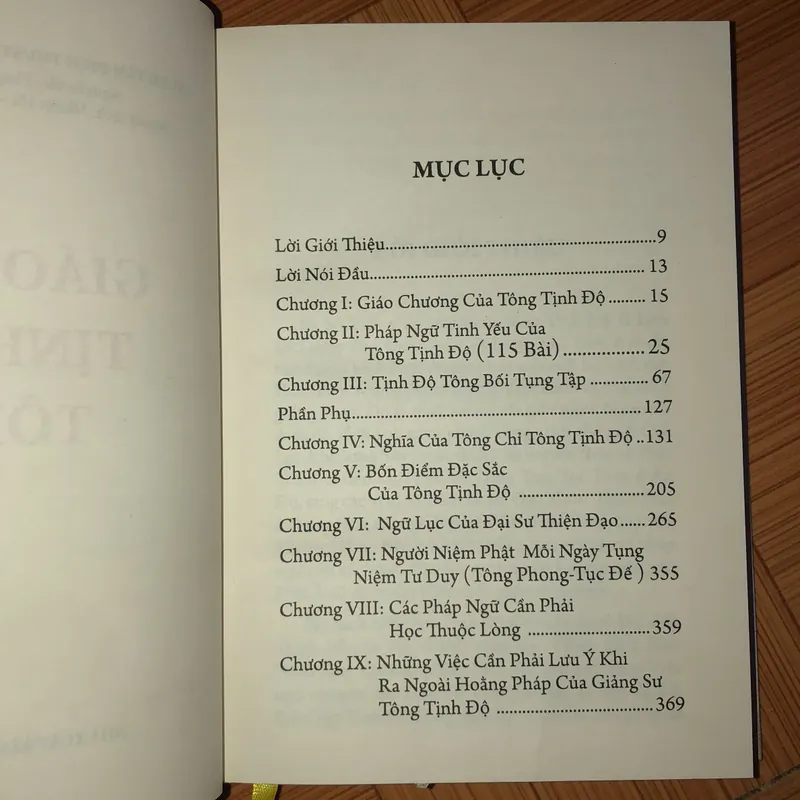 MỤC LỤC
Lời Giới Thiệu..........................................................9
Lời Nói Đầu........................................................... 13
Chương I: Giáo Chương Của Tông Tịnh Độ ......... 15
Chương II: Pháp Ngữ Tinh Yếu Của
Tông Tịnh Độ (115 Bài).................25
Chương III: Tịnh Độ Tông Bối Tụng Tập ............. 67
Phần Phụ.............................................................. 127
Chương IV: Nghĩa Của Tông Chỉ Tông Tịnh Độ ..131
Chương V: Bốn Điểm Đặc Sắc
Của Tông Tịnh Độ ...........................205
Chương VI: Ngữ Lục Của Đại Sư Thiện Đạo......265
Chương VII: Người Niệm Phật Mỗi Ngày Tụng
Niệm Tư Duy (Tông Phong-Tục Đế ) 355
Chương VIII: Các Pháp Ngữ Cần Phải
Học Thuộc Lòng ..........................359
Chương IX: Những Việc Cần Phải Lưu Ý Khi
Ra Ngoài Hoằng Pháp Của Giảng Sư
Tông Tịnh Độ ..................................369
GIÁO
TỊNH
TÔ